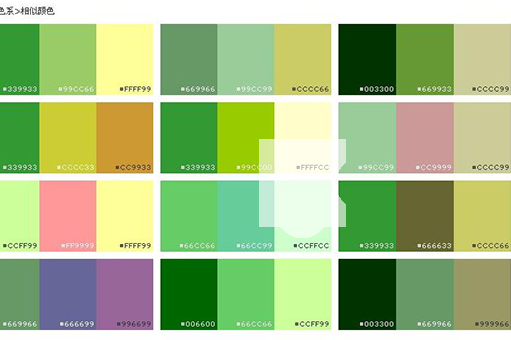 色系>相似颜色
#339933 #99CC66 #FFFF99 #669966 #99CC99 #CCCC66 #003300 #669933 #CCCC99
#339933 #CCCC33 #CC9933 #339933 #99CC00 #FFFFCC #99CC99 #CC9999 #CCCC99
#CCFF99 #FF9999 #FFFF99 #66CC66 #66CC99 #CCFFCC #339933 #666633 #CCCC66
#669966 #666699 #996699 #006600 #66CC66 #CCFF99 #003300 #669966 #999966